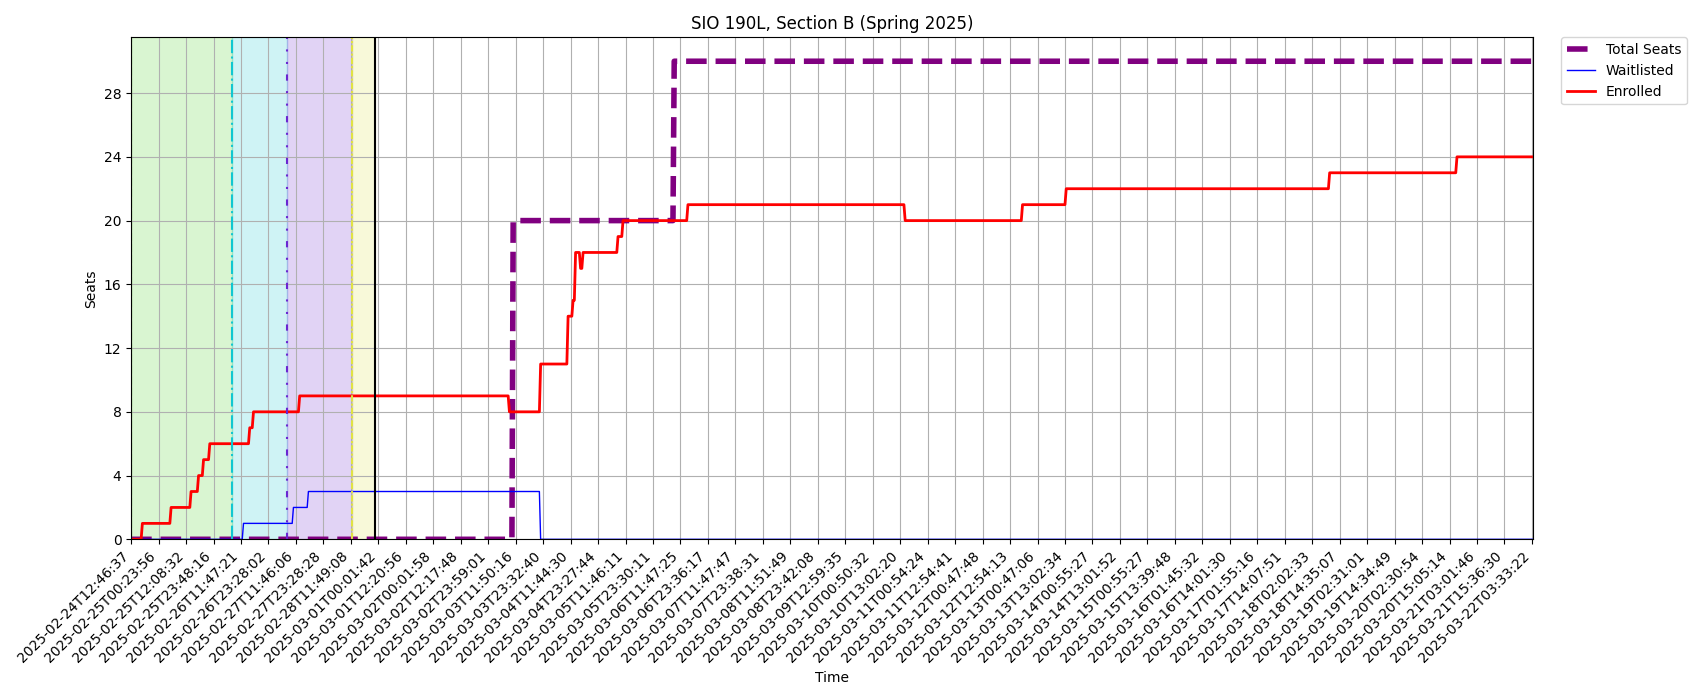 SIO 190L, Section B (Spring 2025)
Total Seats
Waitlisted
Enrolled
Seats
28
24
20
16
12
8
4
0
2025-02-24T12:46:37
2025-02-25T00:23:56
2025-02-25T12:08:32
2025-02-25T23:48:16
2025-02-26T11:47:21
2025-02-26T23:28:02
2025-02-27T11:46:06
2025-02-27T23:28:28
2025-02-28T11:49:08
2025-03-01T00:01:42
2025-03-01T12:20:56
2025-03-02T00:01:58
2025-03-02T12:17:48
2025-03-02T23:59:01
2025-03-03T11:50:16
2025-03-03T23:32:40
2025-03-04T11:44:30
2025-03-04T23:27:44
2025-03-05T11:46:11
2025-03-05T23:30:11
2025-03-06T11:47:25
2025-03-06T23:36:17
2025-03-07T11:47:47
2025-03-07T23:38:31
2025-03-08T11:51:49
2025-03-08T23:42:08
2025-03-09T12:59:35
2025-03-10T00:50:32
2025-03-10T13:02:20
2025-03-11T00:54:24
2025-03-11T12:54:41
2025-03-12T00:47:48
2025-03-12T12:54:13
2025-03-13T00:47:06
2025-03-13T13:02:34
2025-03-14T00:55:27
2025-03-14T13:01:52
2025-03-15T00:55:27
2025-03-15T13:39:48
2025-03-16T01:45:32
2025-03-16T14:01:30
2025-03-17T01:55:16
2025-03-17T14:07:51
2025-03-18T02:02:33
2025-03-18T14:35:07
2025-03-19T02:31:01
2025-03-19T14:34:49
2025-03-20T02:30:54
2025-03-20T15:05:14
2025-03-21T03:01:46
2025-03-21T15:36:30
2025-03-22T03:33:22
Time